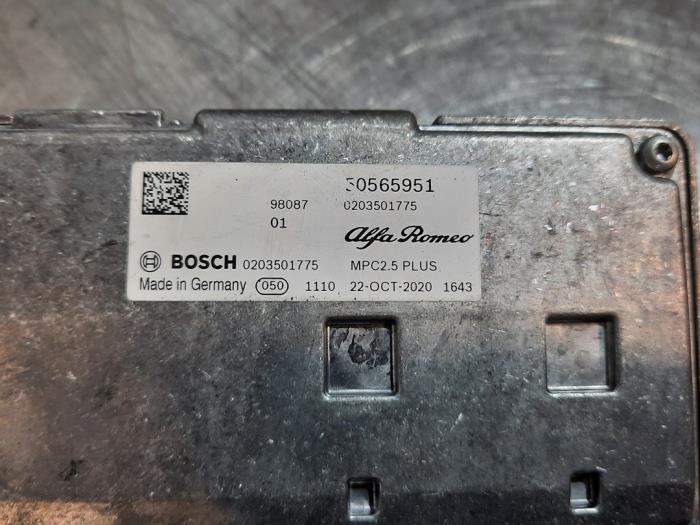 50565951
98087 0203501775
01 Alfa Romeo
BOSCH 0203501775 MPC2.5 PLUS
Made in Germany 050 1110 22-OCT-2020 1643